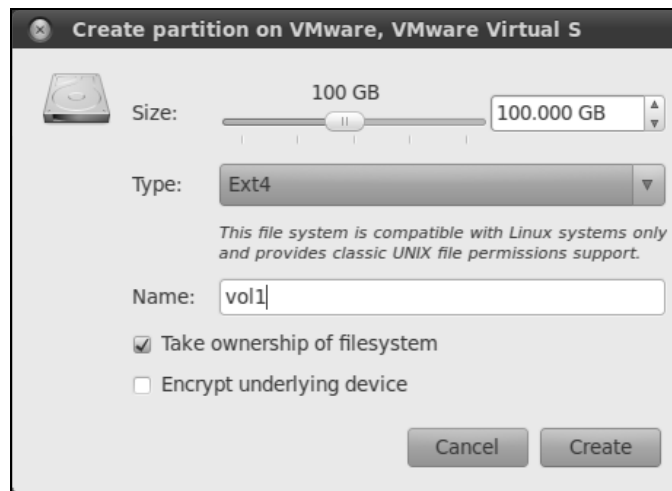 Create partition on VMware, VMware Virtual S
100 GB
Size:
100.000 GB
Type:
Ext4
This file system is compatible with Linux systems only
and provides classic UNIX file permissions support.
Name:
vol1
Take ownership of filesystem
Encrypt underlying device
Cancel
Create